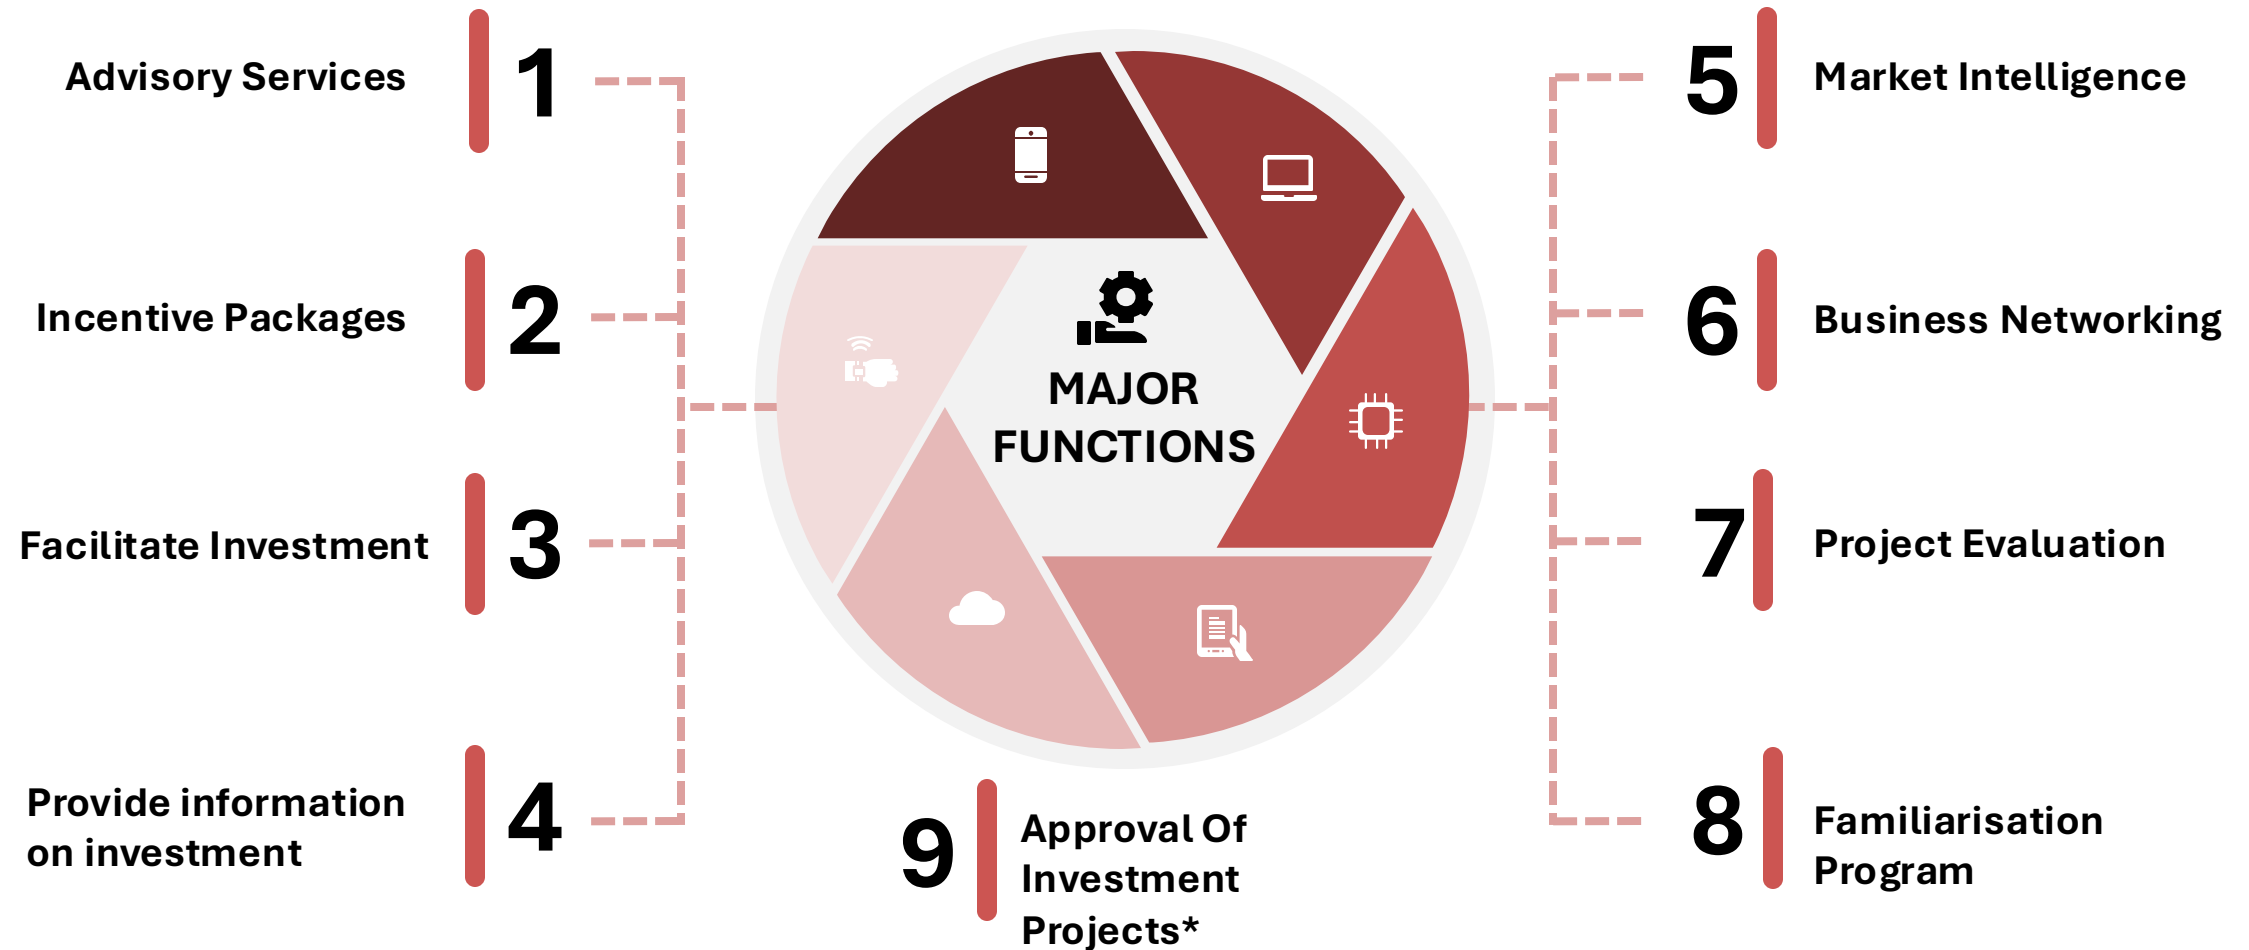 Advisory Services
1
Incentive Packages
2
Facilitate Investment
3
Provide information
on investment
4
MAJOR
FUNCTIONS
5
Market Intelligence
6
Business Networking
7
Project Evaluation
8
Familiarisation
Program
9
Approval Of
Investment
Projects*